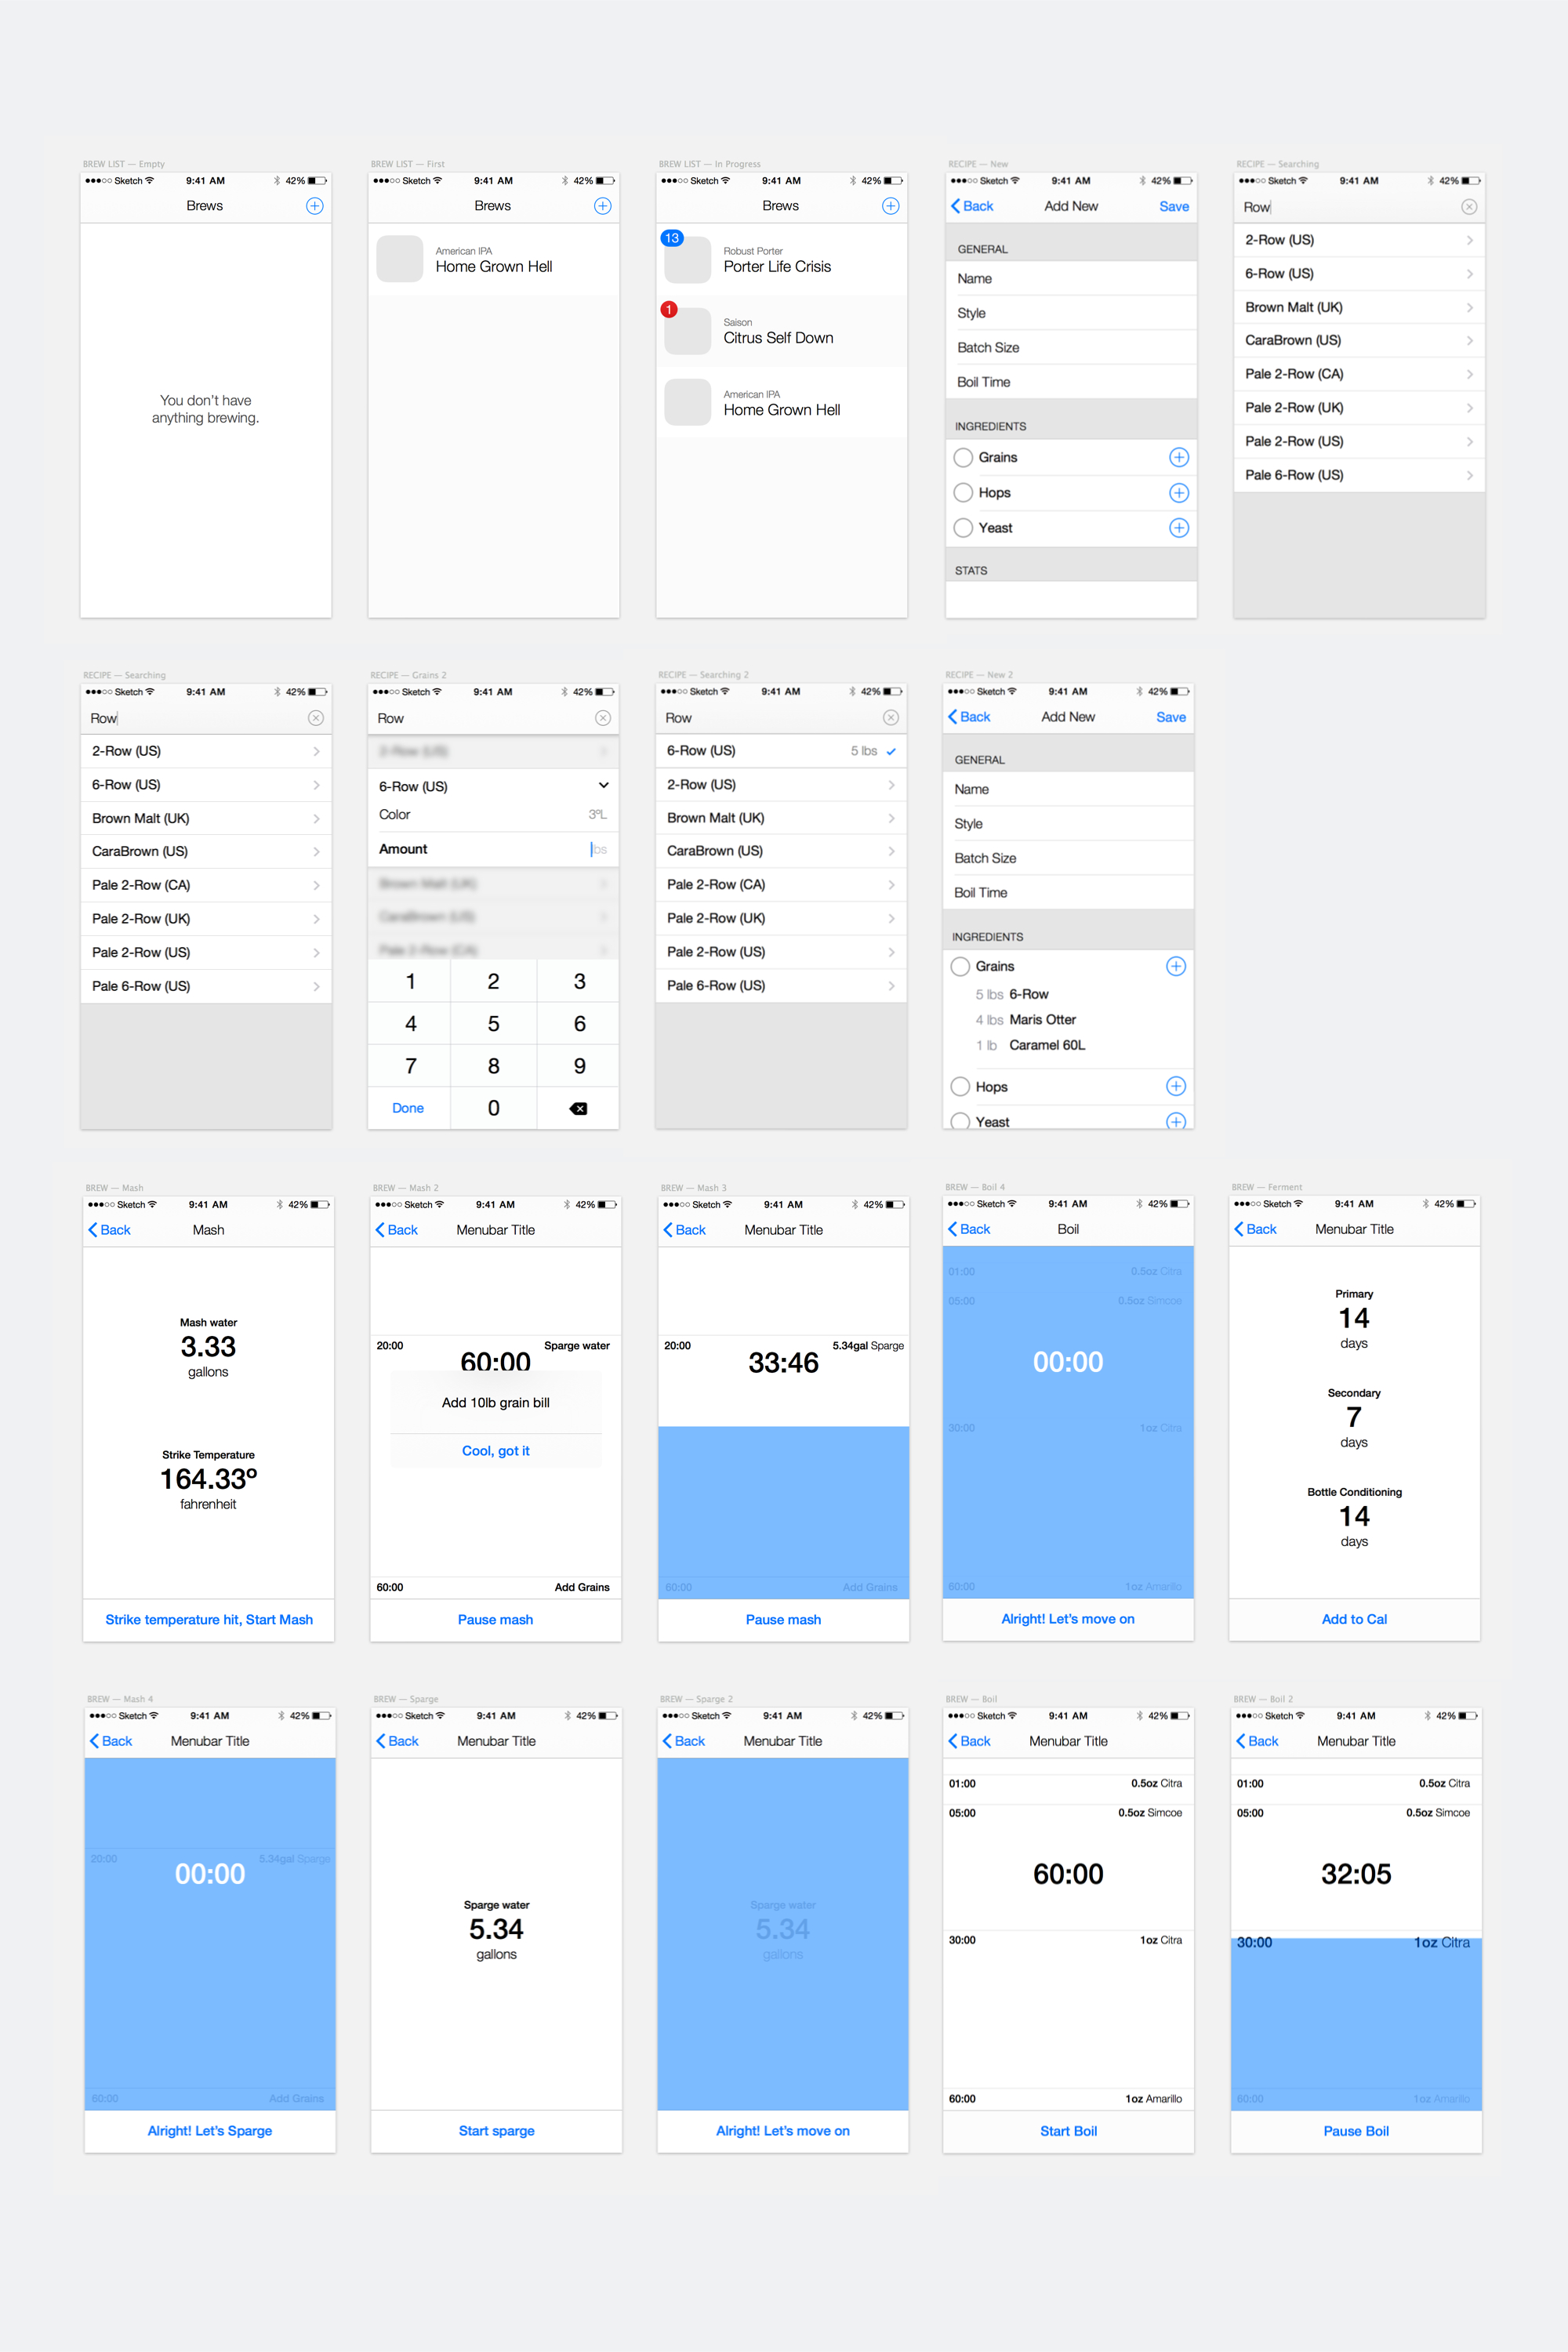 BREW LIST — Empty
●●●○○ Sketch 9:41 AM 42%
Brews
You don't have
anything brewing.
BREW LIST — First
●●●○○ Sketch 9:41 AM 42%
Brews
American IPA
Home Grown Hell
BREW LIST — In Progress
●●●○○ Sketch 9:41 AM 42%
Brews
13
Robust Porter
Porter Life Crisis
1
Saison
Citrus Self Down
American IPA
Home Grown Hell
RECIPE — New
●●●○○ Sketch 9:41 AM 42%
Back Add New Save
GENERAL
Name
Style
Batch Size
Boil Time
INGREDIENTS
Grains
Hops
Yeast
STATS
RECIPE — Searching
●●●○○ Sketch 9:41 AM 42%
Row
2-Row (US)
6-Row (US)
Brown Malt (UK)
CaraBrown (US)
Pale 2-Row (CA)
Pale 2-Row (UK)
Pale 2-Row (US)
Pale 6-Row (US)
RECIPE — Searching
●●●○○ Sketch 9:41 AM 42%
Row
2-Row (US)
6-Row (US)
Brown Malt (UK)
CaraBrown (US)
Pale 2-Row (CA)
Pale 2-Row (UK)
Pale 2-Row (US)
Pale 6-Row (US)
RECIPE — Grains 2
●●●○○ Sketch 9:41 AM 42%
Row
2-Row (US)
6-Row (US)
Color 3ºL
Amount lbs
Brown Malt (UK)
CaraBrown (US)
Pale 2-Row (CA)
1 2 3
4 5 6
7 8 9
Done 0
RECIPE — Searching 2
●●●○○ Sketch 9:41 AM 42%
Row
6-Row (US) 5 lbs
2-Row (US)
Brown Malt (UK)
CaraBrown (US)
Pale 2-Row (CA)
Pale 2-Row (UK)
Pale 2-Row (US)
Pale 6-Row (US)
RECIPE — New 2
●●●○○ Sketch 9:41 AM 42%
Back Add New Save
GENERAL
Name
Style
Batch Size
Boil Time
INGREDIENTS
Grains
5 lbs 6-Row
4 lbs Maris Otter
1 lb Caramel 60L
Hops
Yeast
BREW — Mash
●●●○○ Sketch 9:41 AM 42%
Back Mash
Mash water
3.33
gallons
Strike Temperature
164.33º
fahrenheit
Strike temperature hit, Start Mash
BREW — Mash 2
●●●○○ Sketch 9:41 AM 42%
Back Menubar Title
20:00 Sparge water
60:00
Add 10lb grain bill
Cool, got it
60:00 Add Grains
Pause mash
BREW — Mash 3
●●●○○ Sketch 9:41 AM 42%
Back Menubar Title
20:00 5.34gal Sparge
33:46
60:00 Add Grains
Pause mash
BREW — Boil 4
●●●○○ Sketch 9:41 AM 42%
Back Boil
01:00 0.5oz Citra
05:00 0.5oz Simcoe
00:00
30:00 1oz Citra
60:00 1oz Amarillo
Alright! Let's move on
BREW — Ferment
●●●○○ Sketch 9:41 AM 42%
Back Menubar Title
Primary
14
days
Secondary
7
days
Bottle Conditioning
14
days
Add to Cal
BREW — Mash 4
●●●○○ Sketch 9:41 AM 42%
Back Menubar Title
20:00 5.34gal Sparge
00:00
60:00 Add Grains
Alright! Let's Sparge
BREW — Sparge
●●●○○ Sketch 9:41 AM 42%
Back Menubar Title
Sparge water
5.34
gallons
Start sparge
BREW — Sparge 2
●●●○○ Sketch 9:41 AM 42%
Back Menubar Title
Sparge water
5.34
gallons
Alright! Let's move on
BREW — Boil
●●●○○ Sketch 9:41 AM 42%
Back Menubar Title
01:00 0.5oz Citra
05:00 0.5oz Simcoe
60:00
30:00 1oz Citra
60:00 1oz Amarillo
Start Boil
BREW — Boil 2
●●●○○ Sketch 9:41 AM 42%
Back Menubar Title
01:00 0.5oz Citra
05:00 0.5oz Simcoe
32:05
30:00 1oz Citra
60:00 1oz Amarillo
Pause Boil